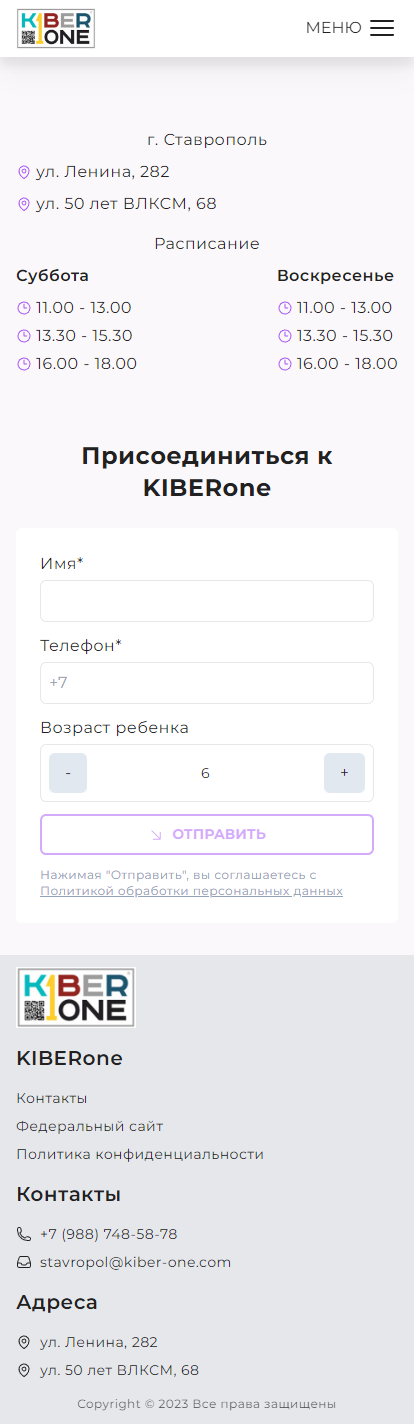 KIBER ONE
МЕНЮ
г. Ставрополь
ул. Ленина, 282
ул. 50 лет ВЛКСМ, 68
Расписание
Суббота
11.00 - 13.00
13.30 - 15.30
16.00 - 18.00
Воскресенье
11.00 - 13.00
13.30 - 15.30
16.00 - 18.00
Присоединиться к
KIBERone
Имя*
Телефон*
+7
Возраст ребенка
- 6 +
ОТПРАВИТЬ
Нажимая "Отправить", вы соглашаетесь с
Политикой обработки персональных данных
KIBER ONE
KIBERone
Контакты
Федеральный сайт
Политика конфиденциальности
Контакты
+7 (988) 748-58-78
stavropol@kiber-one.com
Адреса
ул. Ленина, 282
ул. 50 лет ВЛКСМ, 68
Copyright © 2023 Все права защищены